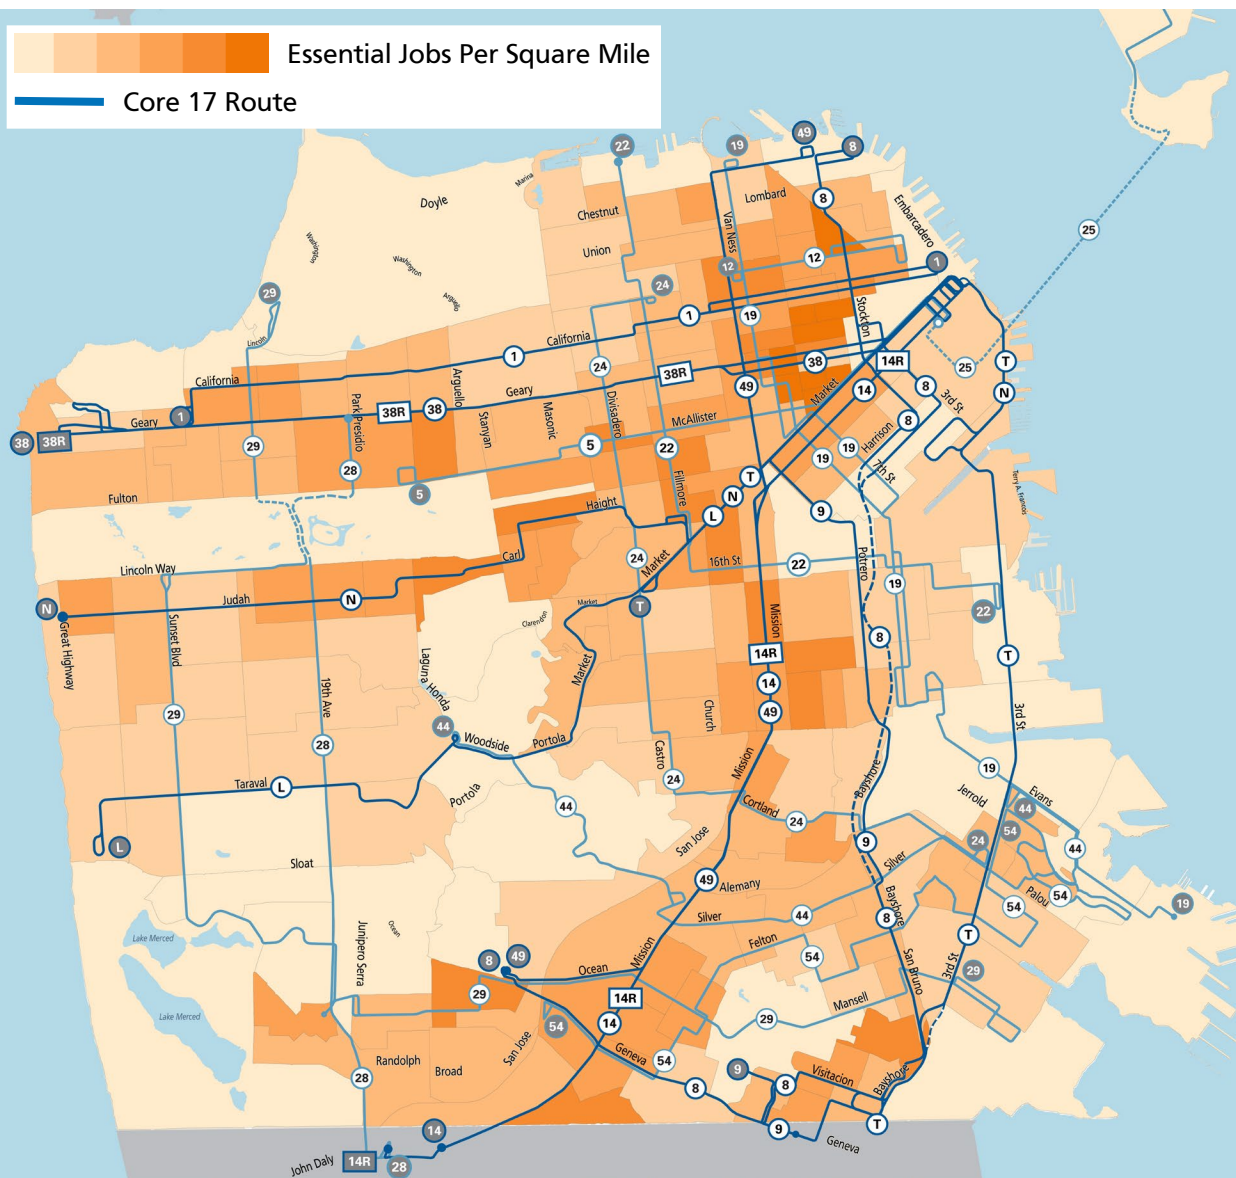 Essential Jobs Per Square Mile
Core 17 Route
49
22
19
8
Marina
Doyle
Lombard
8
Chestnut
Embarcadero
Van Ness
25
Washington
Union
Washington
12
12
1
24
29
Arguello
Stockton
1
19
Lincoln
California
1
25
T
14R
38
24
38R
California
Geary
Arguello
49
14
8
N
Park Presidio
Divisadero
Market
3rd St
38R
38
Masonic
Stanyan
McAllister
1
Geary
8
38
38R
Harrison
29
5
22
19
19
28
7th St
Fillmore
T
Terry A. Francois
5
N
Fulton
Haight
L
9
Carl
24
Market
16th St
22
Potrero
Lincoln Way
19
Judah
N
Market
T
N
22
Clarendon
Mission
Sunset Blvd
Great Highway
8
14R
T
Laguna Honda
Market
14
19th Ave
29
Church
49
3rd St
44
28
Woodside
Portola
Castro
Mission
19
24
Bayshore
Taraval
L
Portola
Jerrold
Evans
44
Cortland
44
24
54
San Jose
9
24
44
L
Silver
Sloat
49
Alemany
Palou
54
Bayshore
54
19
Silver
44
8
Junipero Serra
Ocean
Lake Merced
Felton
T
Mission
49
8
54
San Bruno
Ocean
3rd St
29
29
14R
Mansell
Lake Merced
29
14
54
San Jose
Geneva
54
Randolph
Broad
9
Visitacion
Bayshore
28
8
8
14
9
T
Geneva
John Daly
14R
28